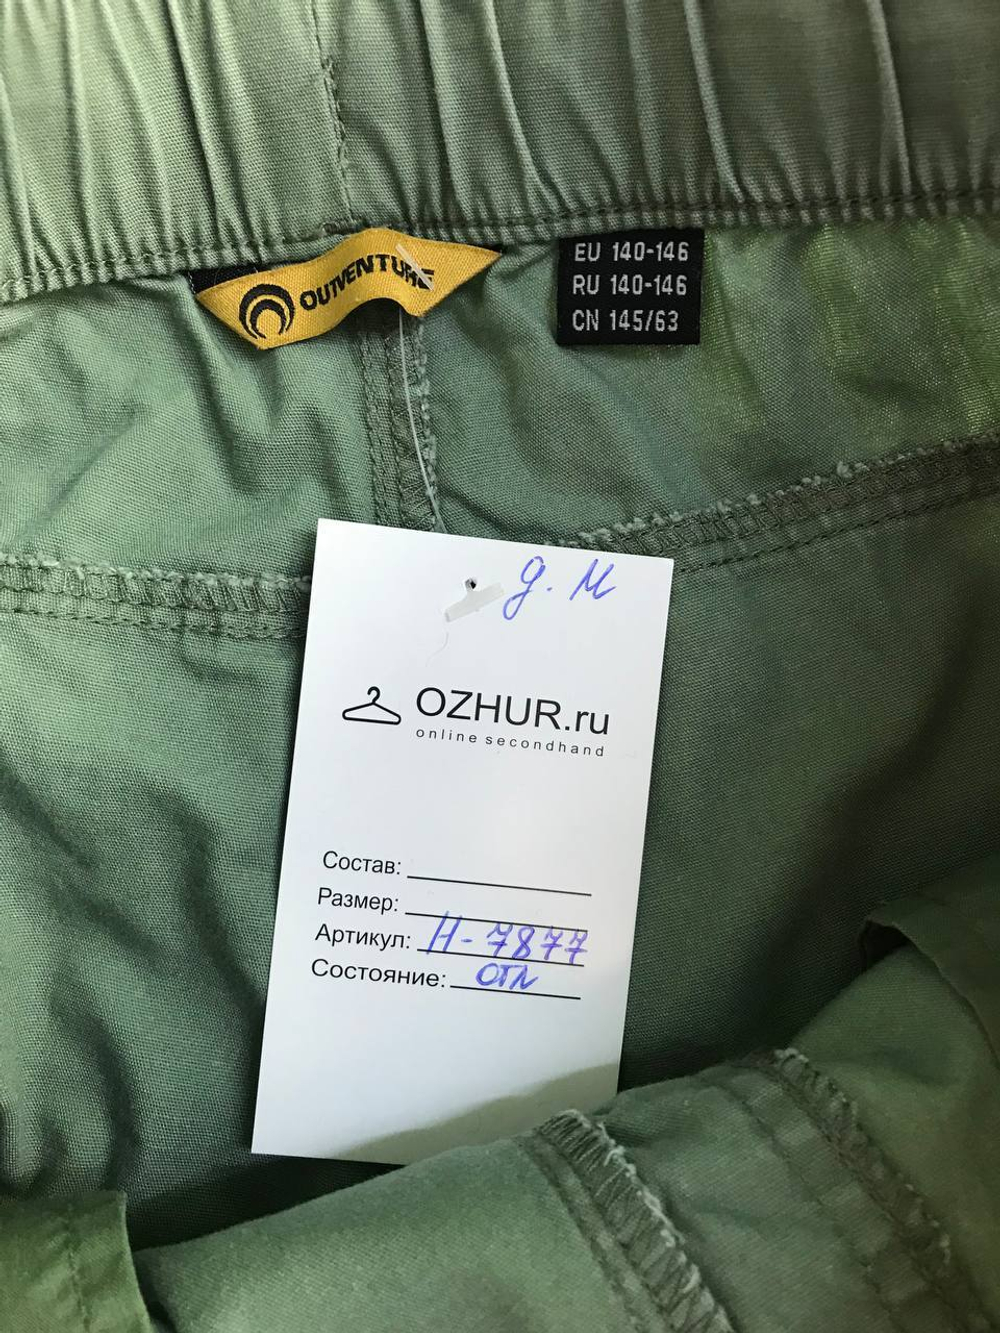 OUTVENTURE
EU 140-146
RU 140-146
CN 145/63
д. М
OZHUR.ru
online secondhand
Состав:
Размер:
Артикул: Н-7877
Состояние: отл